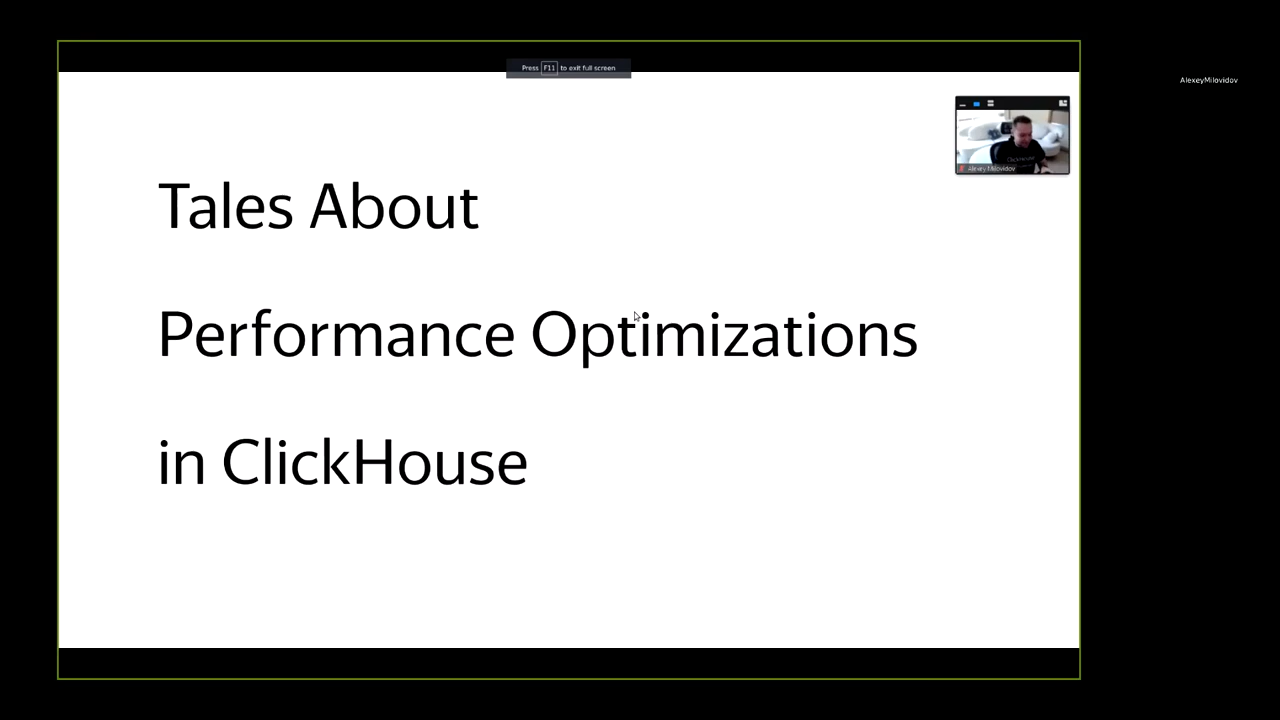 Press F11 to exit full screen
AlexeyMilovidov
Alexey Milovidov
Tales About
Performance Optimizations
in ClickHouse